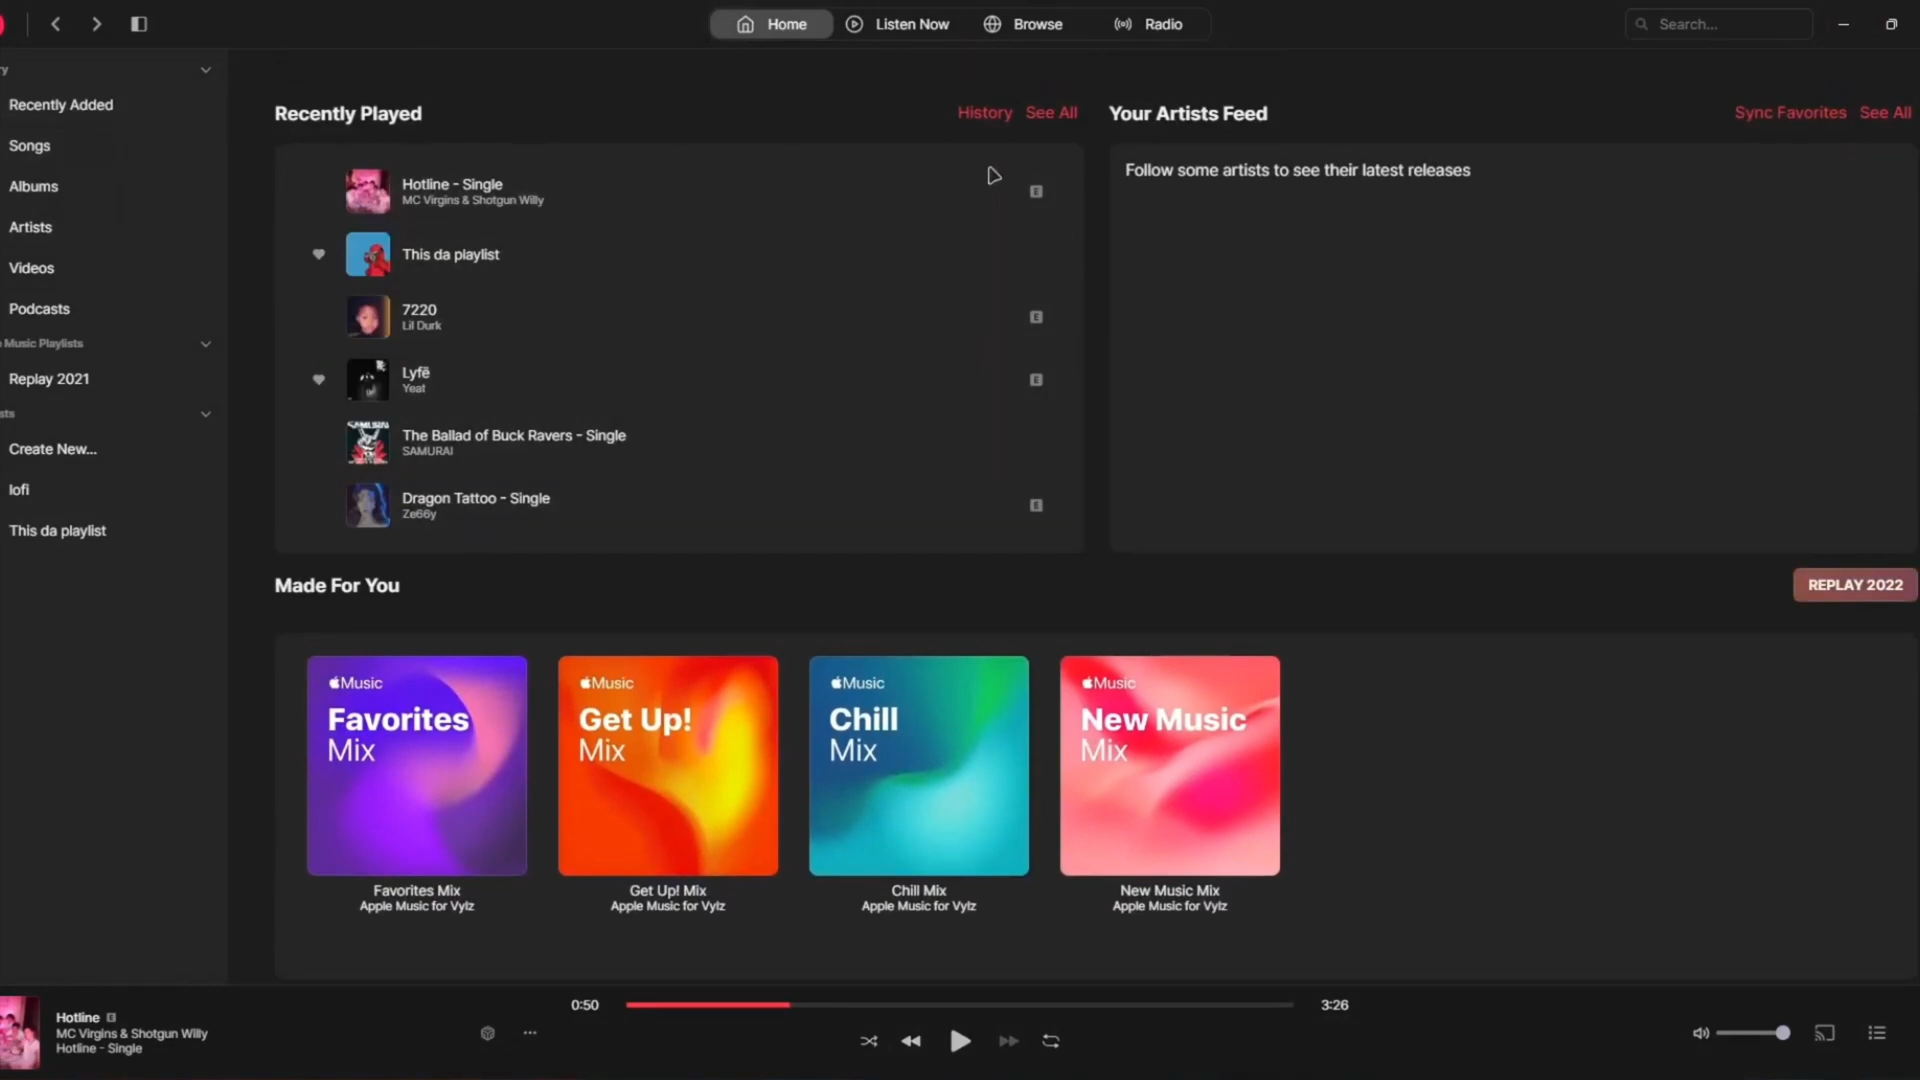 Home
Listen Now
Browse
Radio
Search...
ry
Recently Added
Songs
Albums
Artists
Videos
Podcasts
Music Playlists
Replay 2021
sts
Create New...
lofi
This da playlist
Recently Played
History
See All
Hotline - Single
MC Virgins & Shotgun Willy
E
This da playlist
7220
Lil Durk
E
Lyfë
Yeat
E
The Ballad of Buck Ravers - Single
SAMURAI
Dragon Tattoo - Single
Ze66y
E
Your Artists Feed
Sync Favorites
See All
Follow some artists to see their latest releases
Made For You
REPLAY 2022
Music
Favorites
Mix
Favorites Mix
Apple Music for Vylz
Music
Get Up!
Mix
Get Up! Mix
Apple Music for Vylz
Music
Chill
Mix
Chill Mix
Apple Music for Vylz
Music
New Music
Mix
New Music Mix
Apple Music for Vylz
Hotline E
MC Virgins & Shotgun Willy
Hotline - Single
0:50
3:26